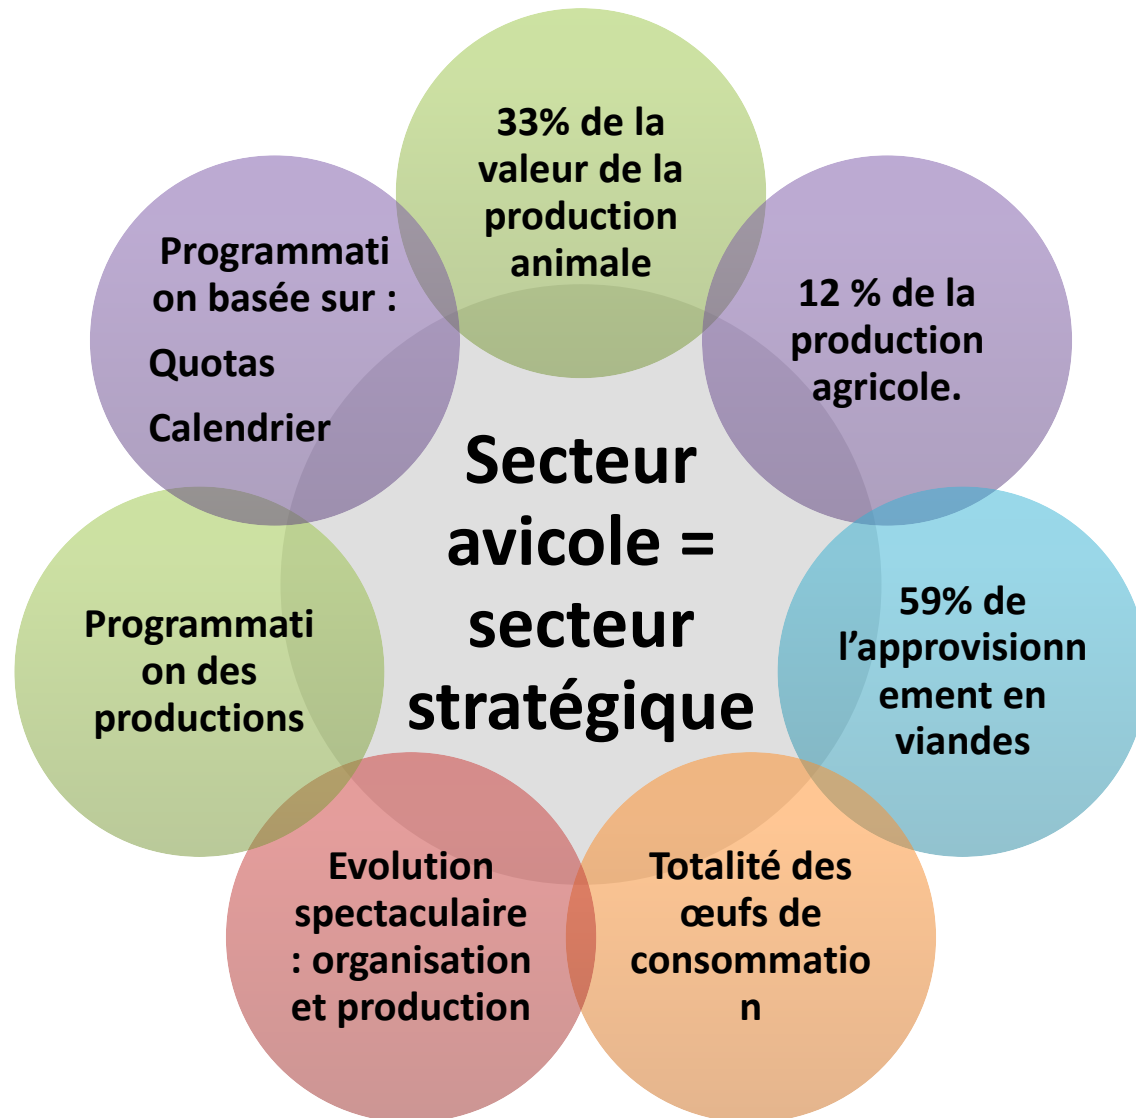 33% de la
valeur de la
production
animale
12 % de la
production
agricole.
59% de
l’approvisionn
ement en
viandes
Totalité des
œufs de
consommatio
n
Evolution
spectaculaire
: organisation
et production
Programmati
on des
productions
Programmati
on basée sur :
Quotas
Calendrier
Secteur
avicole =
secteur
stratégique